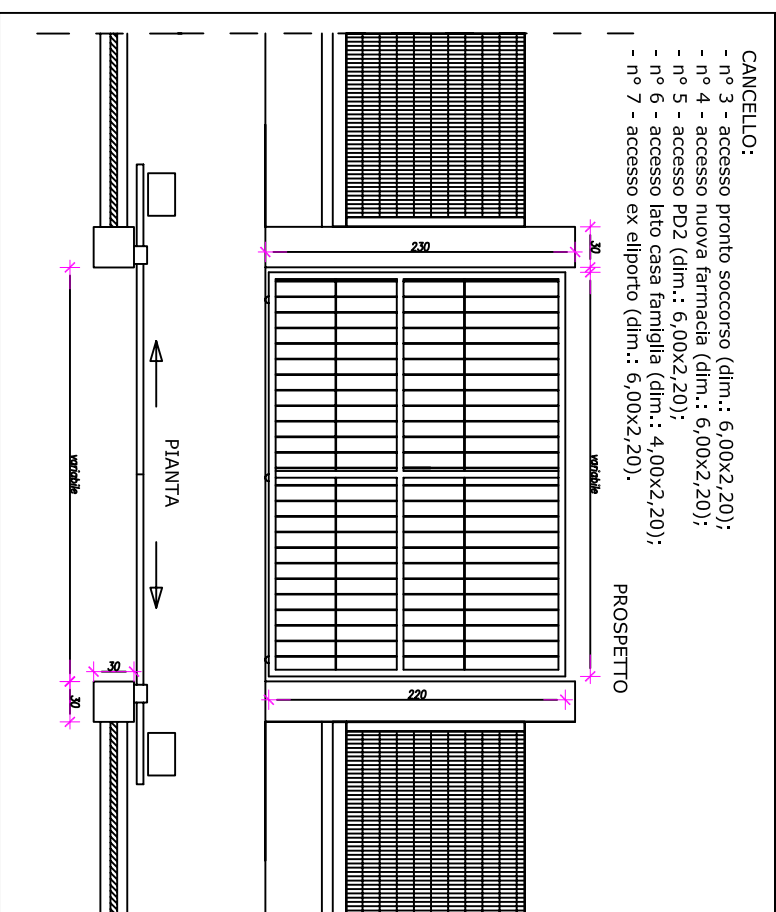 CANCELLO:
- n° 3 - accesso pronto soccorso (dim.: 6,00x2,20);
- n° 4 - accesso nuova farmacia (dim.: 6,00x2,20);
- n° 5 - accesso PD2 (dim.: 6,00x2,20);
- n° 6 - accesso lato casa famiglia (dim.: 4,00x2,20);
- n° 7 - accesso ex eliporto (dim.: 6,00x2,20).
PROSPETTO
30
variabile
230
220
PIANTA
30
variabile
30